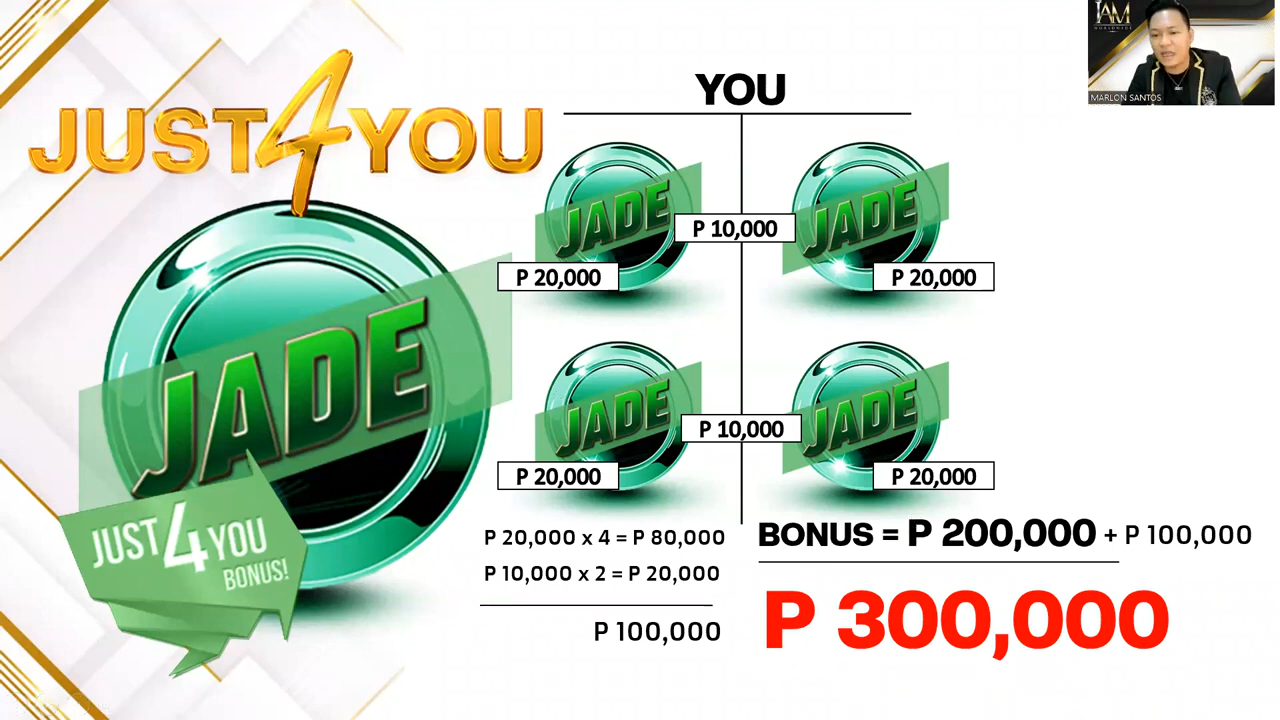 JUST4YOU
JADE
JUST 4 YOU
BONUS!
YOU
JADE
JADE
P 10,000
P 20,000
P 20,000
JADE
JADE
P 10,000
P 20,000
P 20,000
P 20,000 x 4 = P 80,000
P 10,000 x 2 = P 20,000
P 100,000
BONUS = P 200,000 + P 100,000
P 300,000
IAM
WORLDWIDE
MARLON SANTOS